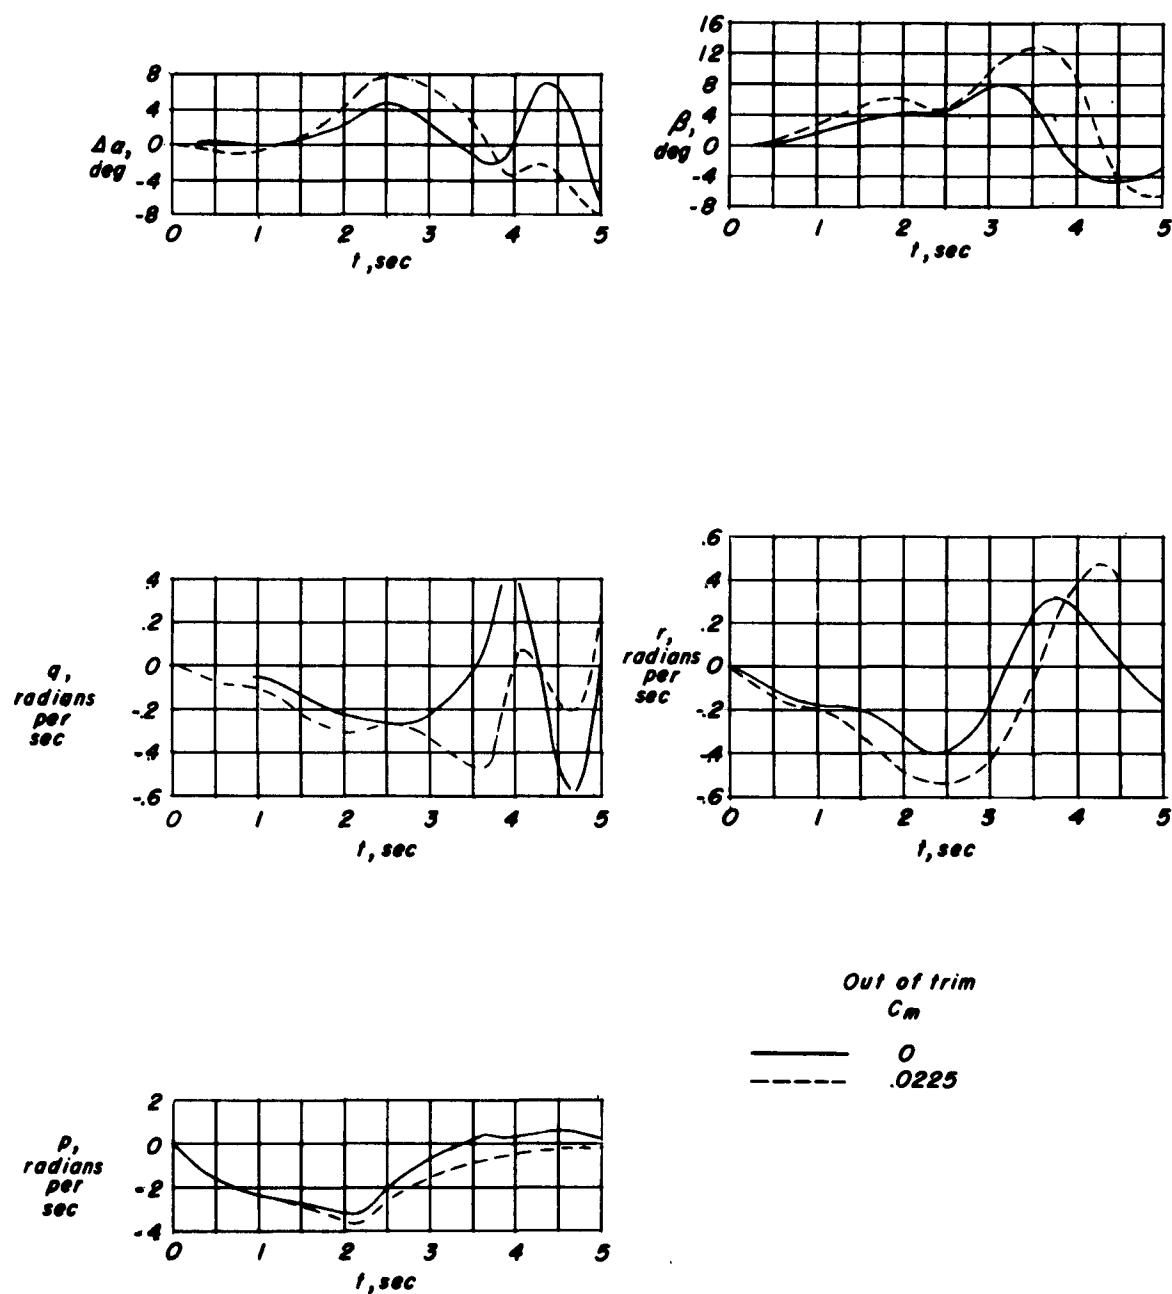 8
4
0
-4
-8
Δα,
deg
0 1 2 3 4 5
t, sec
16
12
8
4
0
-4
-8
β,
deg
0 1 2 3 4 5
t, sec
.4
.2
0
-.2
-.4
-.6
q,
radians
per
sec
0 1 2 3 4 5
t, sec
.6
.4
.2
0
-.2
-.4
-.6
r,
radians
per
sec
0 1 2 3 4 5
t, sec
Out of trim
Cm
0
.0225
2
0
-2
-4
p,
radians
per
sec
0 1 2 3 4 5
t, sec